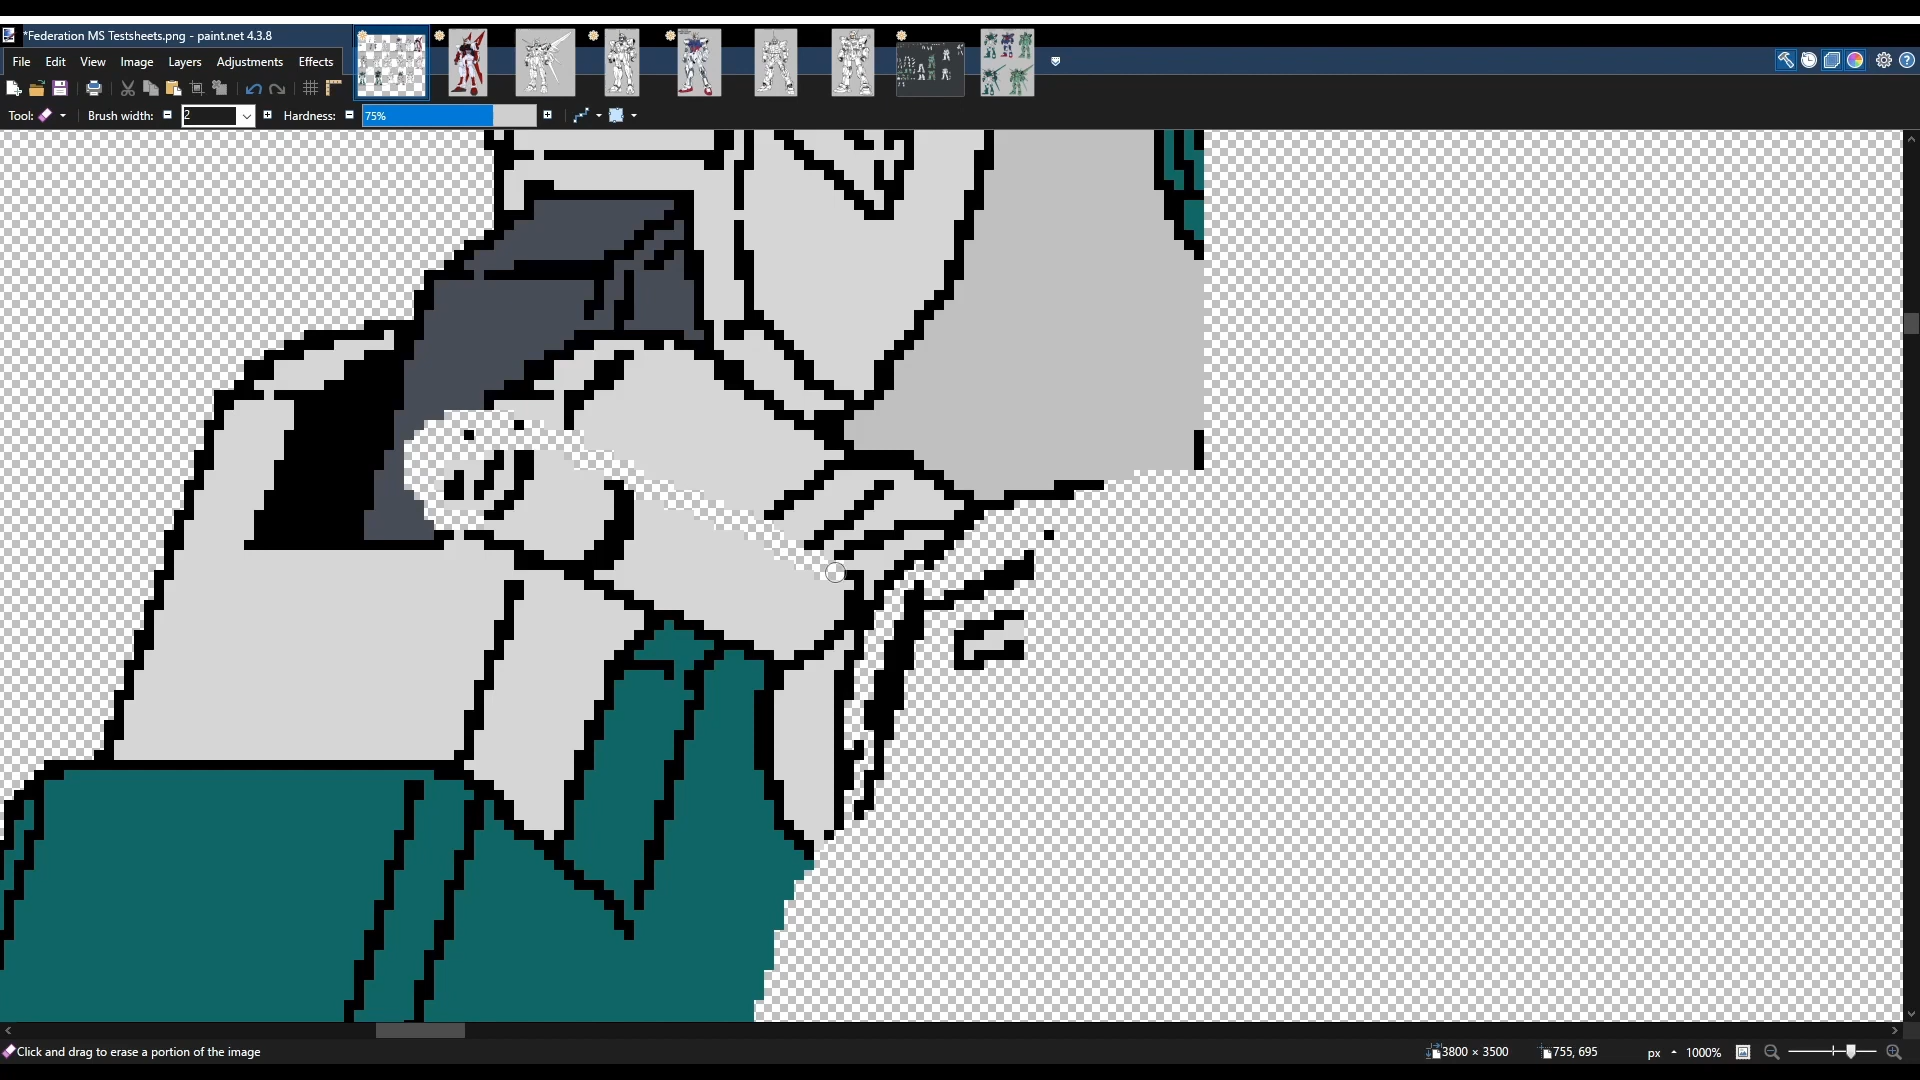 *Federation MS Testsheets.png - paint.net 4.3.8
File Edit View Image Layers Adjustments Effects
Tool: Brush width: 2 Hardness: 75%
Click and drag to erase a portion of the image 3800 × 3500 755, 695 px 1000%